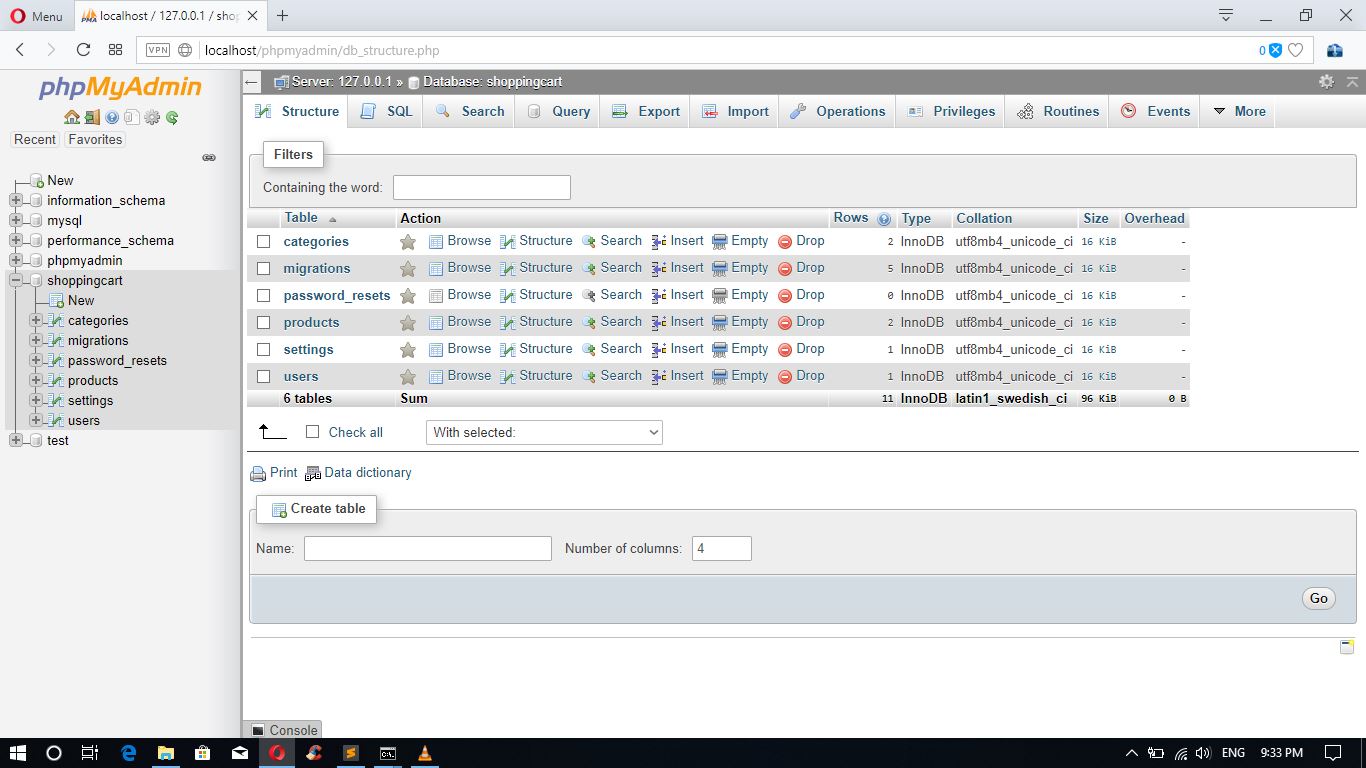 Menu
localhost / 127.0.0.1 / shop
VPN
localhost/phpmyadmin/db_structure.php
0
phpMyAdmin
Recent Favorites
New
information_schema
mysql
performance_schema
phpmyadmin
shoppingcart
New
categories
migrations
password_resets
products
settings
users
test
Server: 127.0.0.1 » Database: shoppingcart
Structure SQL Search Query Export Import Operations Privileges Routines Events More
Filters
Containing the word:
Table Action Rows Type Collation Size Overhead
categories Browse Structure Search Insert Empty Drop 2 InnoDB utf8mb4_unicode_ci 16 KiB -
migrations Browse Structure Search Insert Empty Drop 5 InnoDB utf8mb4_unicode_ci 16 KiB -
password_resets Browse Structure Search Insert Empty Drop 0 InnoDB utf8mb4_unicode_ci 16 KiB -
products Browse Structure Search Insert Empty Drop 2 InnoDB utf8mb4_unicode_ci 16 KiB -
settings Browse Structure Search Insert Empty Drop 1 InnoDB utf8mb4_unicode_ci 16 KiB -
users Browse Structure Search Insert Empty Drop 1 InnoDB utf8mb4_unicode_ci 16 KiB -
6 tables Sum 11 InnoDB latin1_swedish_ci 96 KiB 0 B
Check all With selected:
Print Data dictionary
Create table
Name: Number of columns: 4
Go
Console
ENG 9:33 PM